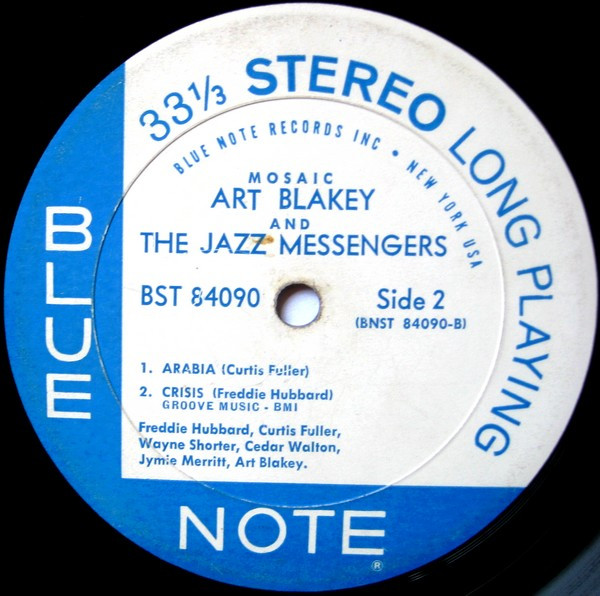 33⅓ STEREO LONG PLAYING
BLUE NOTE RECORDS INC • NEW YORK USA
MOSAIC
ART BLAKEY
AND
THE JAZZ MESSENGERS
BST 84090
Side 2
(BNST 84090-B)
1. ARABIA (Curtis Fuller)
2. CRISIS (Freddie Hubbard)
GROOVE MUSIC - BMI
Freddie Hubbard, Curtis Fuller,
Wayne Shorter, Cedar Walton,
Jymie Merritt, Art Blakey.
BLUE
NOTE
®